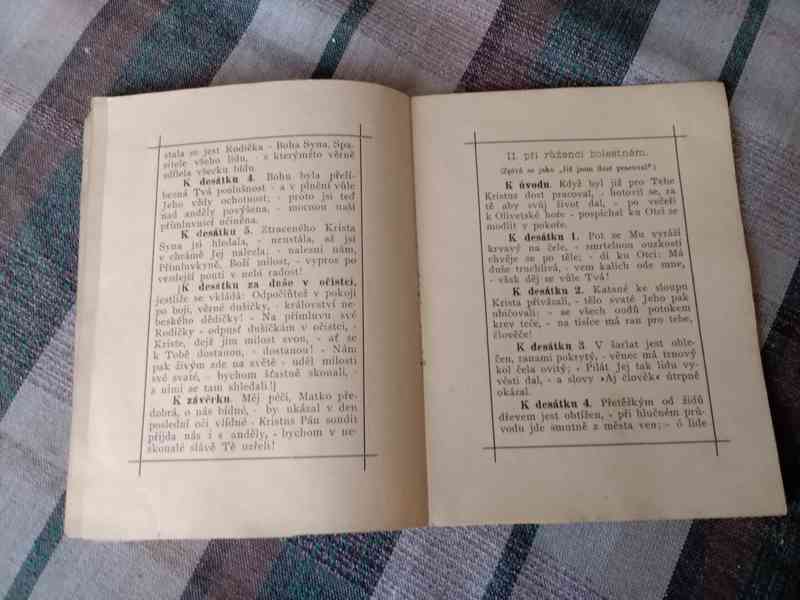 stala se jest Rodička - Boha Syna, Spa-
sitele všeho lidu, - z kterýméto věrně
odřela všecku bídu.
K desátku 4. Bohu byla přelí-
bezná Tvá poslušnost - a v plnění vůle
Jeho vždy ochotnost; - proto jsi teď
nad anděly povýšena, - mocnou naší
přímluvnicí učiněna.
K desátku 5. Ztraceného Krista
Syna jsi hledala, - neustála, až jsi
v chrámě Jej nalezla; - nalezni nám,
Přímluvkyně, Boží milost, - vypros po
vezdejší pouti v nebi radost!
[K desátku za duše v očistci,
jestliže se vkládá: Odpočiňtež v pokoji
po boji, věrné dušičky, - království ne-
beského dědičky! - Na přímluvu své
Rodičky - odpusť dušičkám v očistci, -
Kriste, dejž jim milost svou, - ať se
k Tobě dostanou, - dostanou! - Nám
pak živým zde na světě - uděl milosti
své svaté, - bychom šťastně skonali, -
s nimi se tam shledali!]
K závěrku. Měj péči, Matko pře-
dobrá, o nás bídné, - by ukázal v den
poslední oči vlídné - Kristus Pán soudit
přijda nás i s anděly, - bychom v ne-
skonalé slávě Tě uzřeli!
II. při růženci bolestném.
(Zpívá se jako „Již jsem dost pracoval“:)
K úvodu. Když byl již pro Tebe
Kristus dost pracoval, - hotovil se, za
tě aby svůj život dal, - po večeři
k Olivetské hoře - pospíchal ku Otci se
modlit v pokoře.
K desátku 1. Pot se Mu vyráží
krvavý na čele, - smrtelnou ouzkostí
chvěje se po těle; - dí ku Otci: Má
duše truchlivá, - vem kalich ode mne,
- však děj se vůle Tvá!
K desátku 2. Katané ke sloupu
Krista přivázali, - tělo svaté Jeho pak
običovali; - se všech oudů potokem
krev teče, - na tisíce má ran pro tebe,
člověče!
K desátku 3 V šarlat jest oble-
čen, ranami pokrytý, - věnec má trnový
kol čela ovitý; - Pilát Jej tak lidu vy-
vésti dal, - a slovy »Aj člověk« útrpně
okázal.
K desátku 4. Přetěžkým od židů
dřevem jest obtížen, - při hlučném prů-
vodu jde smutně z města ven; - ó lide